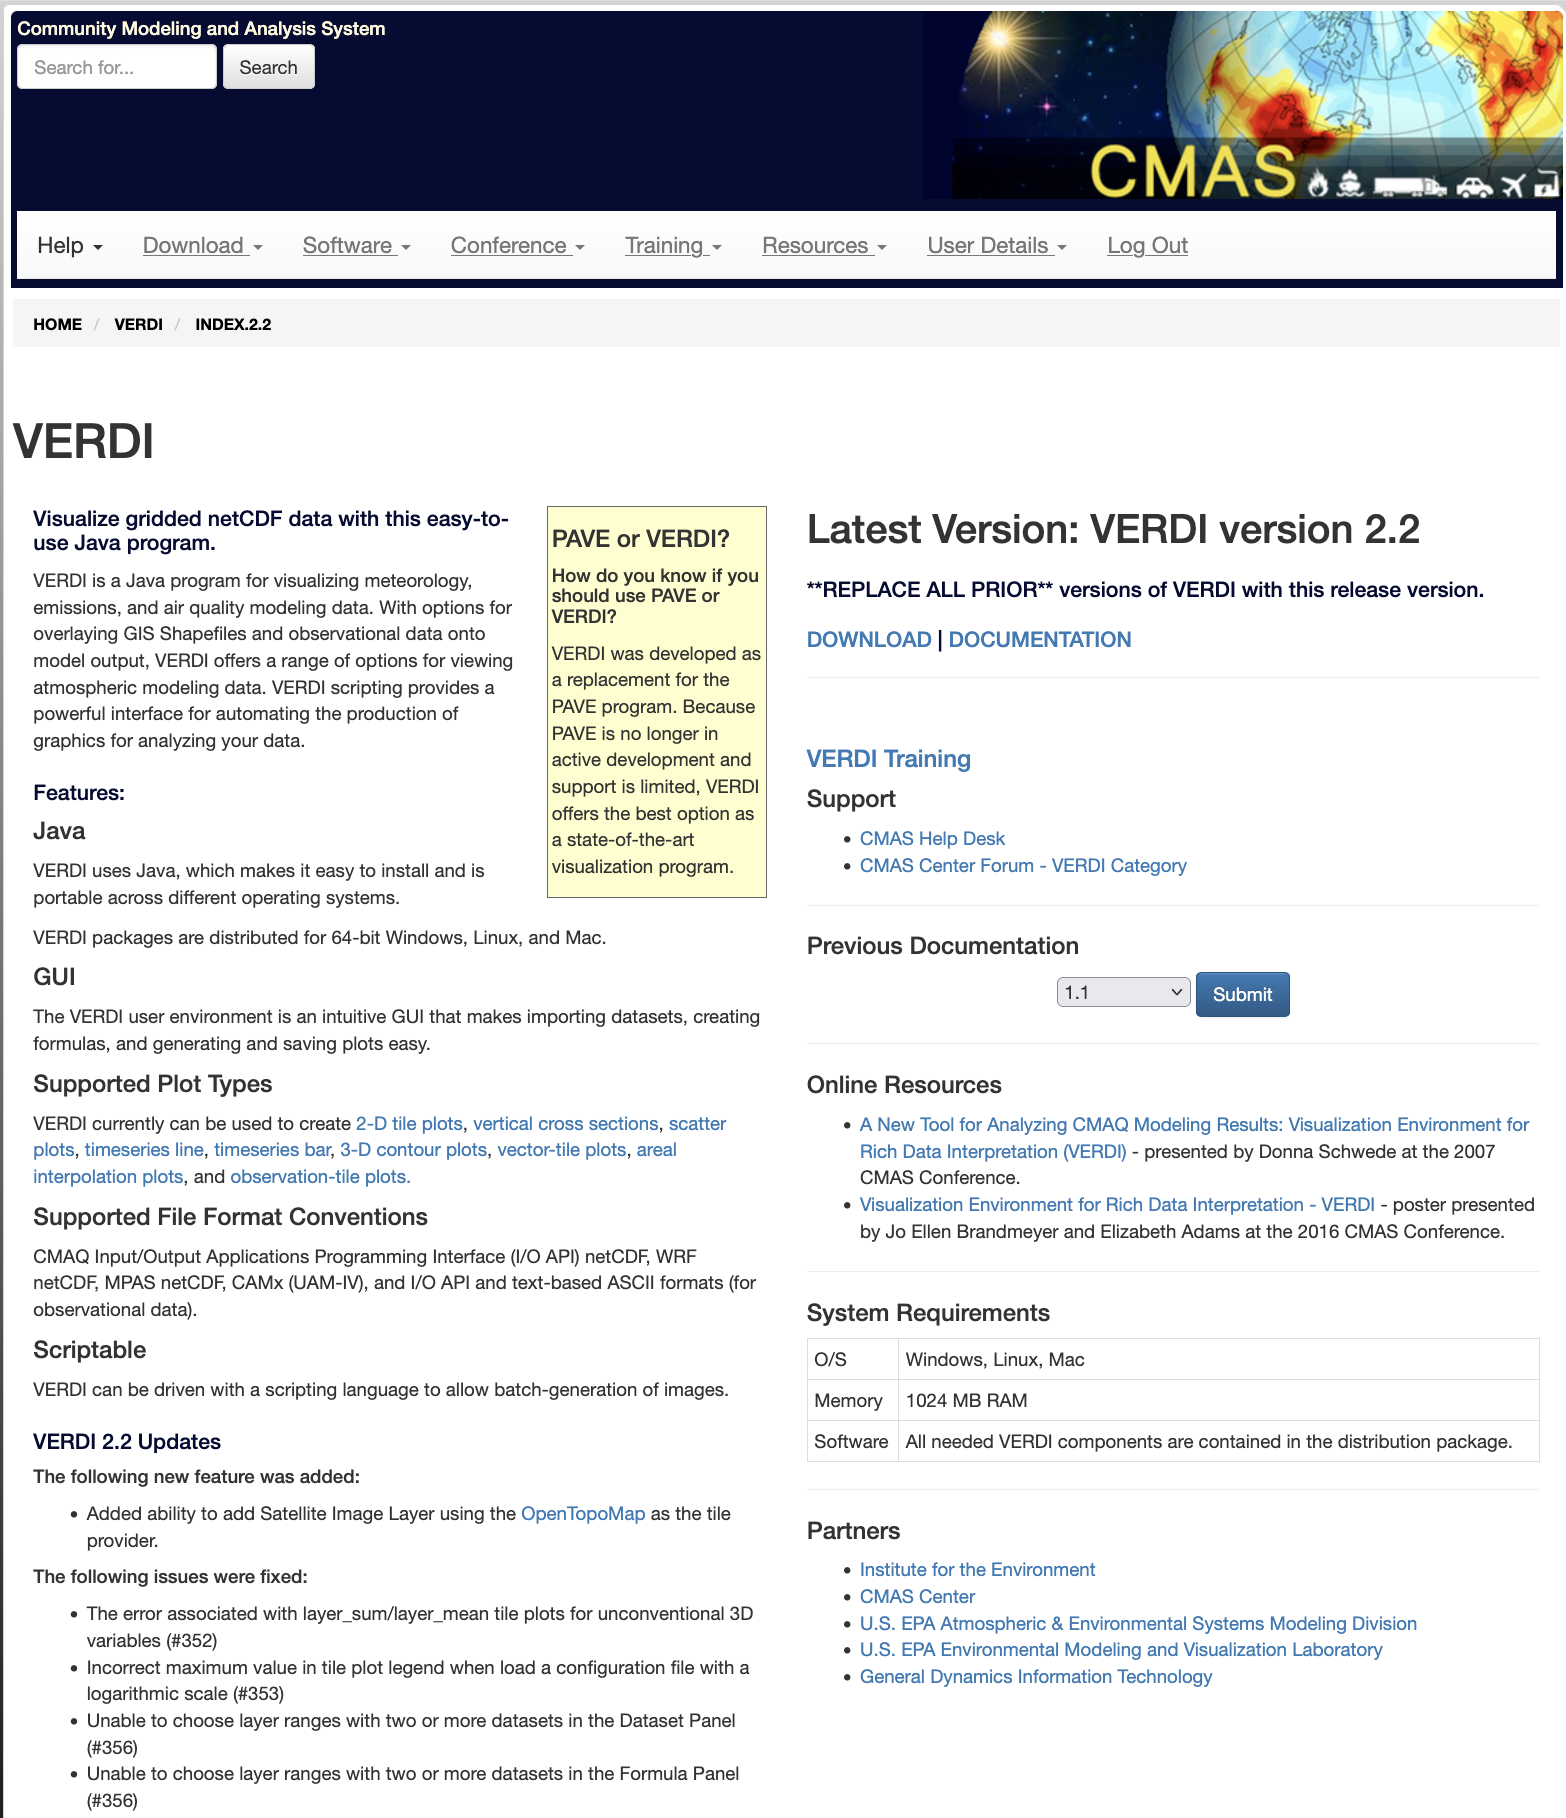 Community Modeling and Analysis System
Search for...
Search
CMAS
Help
Download
Software
Conference
Training
Resources
User Details
Log Out
HOME / VERDI / INDEX.2.2
VERDI
Visualize gridded netCDF data with this easy-to-
use Java program.
VERDI is a Java program for visualizing meteorology,
emissions, and air quality modeling data. With options for
overlaying GIS Shapefiles and observational data onto
model output, VERDI offers a range of options for viewing
atmospheric modeling data. VERDI scripting provides a
powerful interface for automating the production of
graphics for analyzing your data.
PAVE or VERDI?
How do you know if you
should use PAVE or
VERDI?
VERDI was developed as
a replacement for the
PAVE program. Because
PAVE is no longer in
active development and
support is limited, VERDI
offers the best option as
a state-of-the-art
visualization program.
Features:
Java
VERDI uses Java, which makes it easy to install and is
portable across different operating systems.
VERDI packages are distributed for 64-bit Windows, Linux, and Mac.
GUI
The VERDI user environment is an intuitive GUI that makes importing datasets, creating
formulas, and generating and saving plots easy.
Supported Plot Types
VERDI currently can be used to create 2-D tile plots, vertical cross sections, scatter
plots, timeseries line, timeseries bar, 3-D contour plots, vector-tile plots, areal
interpolation plots, and observation-tile plots.
Supported File Format Conventions
CMAQ Input/Output Applications Programming Interface (I/O API) netCDF, WRF
netCDF, MPAS netCDF, CAMx (UAM-IV), and I/O API and text-based ASCII formats (for
observational data).
Scriptable
VERDI can be driven with a scripting language to allow batch-generation of images.
VERDI 2.2 Updates
The following new feature was added:
• Added ability to add Satellite Image Layer using the OpenTopoMap as the tile
provider.
The following issues were fixed:
• The error associated with layer_sum/layer_mean tile plots for unconventional 3D
variables (#352)
• Incorrect maximum value in tile plot legend when load a configuration file with a
logarithmic scale (#353)
• Unable to choose layer ranges with two or more datasets in the Dataset Panel
(#356)
• Unable to choose layer ranges with two or more datasets in the Formula Panel
(#356)
Latest Version: VERDI version 2.2
**REPLACE ALL PRIOR** versions of VERDI with this release version.
DOWNLOAD | DOCUMENTATION
VERDI Training
Support
• CMAS Help Desk
• CMAS Center Forum - VERDI Category
Previous Documentation
1.1
Submit
Online Resources
• A New Tool for Analyzing CMAQ Modeling Results: Visualization Environment for
Rich Data Interpretation (VERDI) - presented by Donna Schwede at the 2007
CMAS Conference.
• Visualization Environment for Rich Data Interpretation - VERDI - poster presented
by Jo Ellen Brandmeyer and Elizabeth Adams at the 2016 CMAS Conference.
System Requirements
O/S Windows, Linux, Mac
Memory 1024 MB RAM
Software All needed VERDI components are contained in the distribution package.
Partners
• Institute for the Environment
• CMAS Center
• U.S. EPA Atmospheric & Environmental Systems Modeling Division
• U.S. EPA Environmental Modeling and Visualization Laboratory
• General Dynamics Information Technology